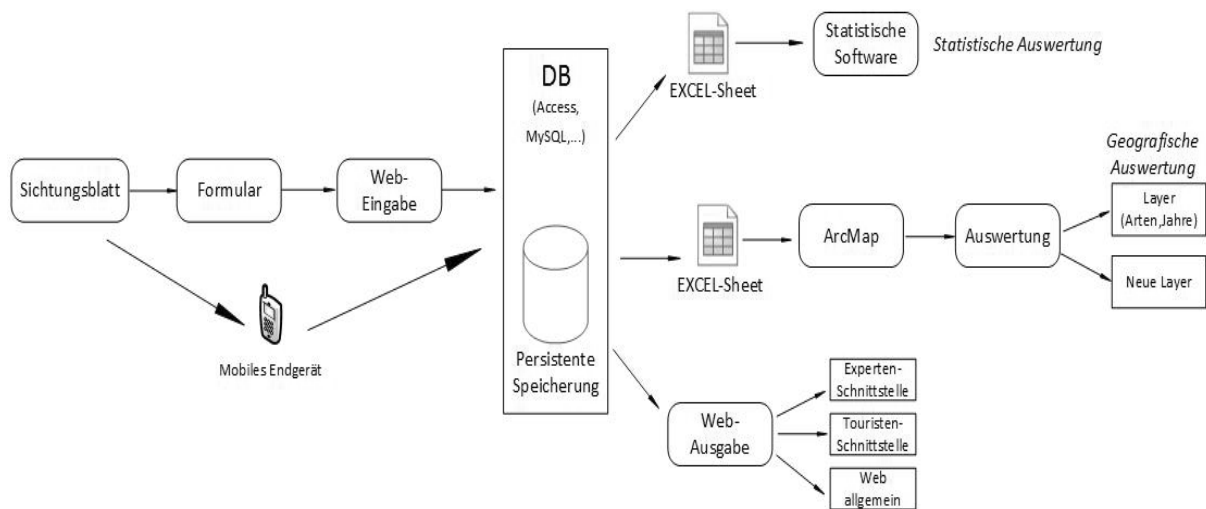 Sichtungsblatt
Formular
Web-
Eingabe
Mobiles Endgerät
DB
(Access,
MySQL,...)
Persistente
Speicherung
EXCEL-Sheet
Statistische
Software
Statistische Auswertung
EXCEL-Sheet
ArcMap
Auswertung
Geografische
Auswertung
Layer
(Arten,Jahre)
Neue Layer
Web-
Ausgabe
Experten-
Schnittstelle
Touristen-
Schnittstelle
Web
allgemein